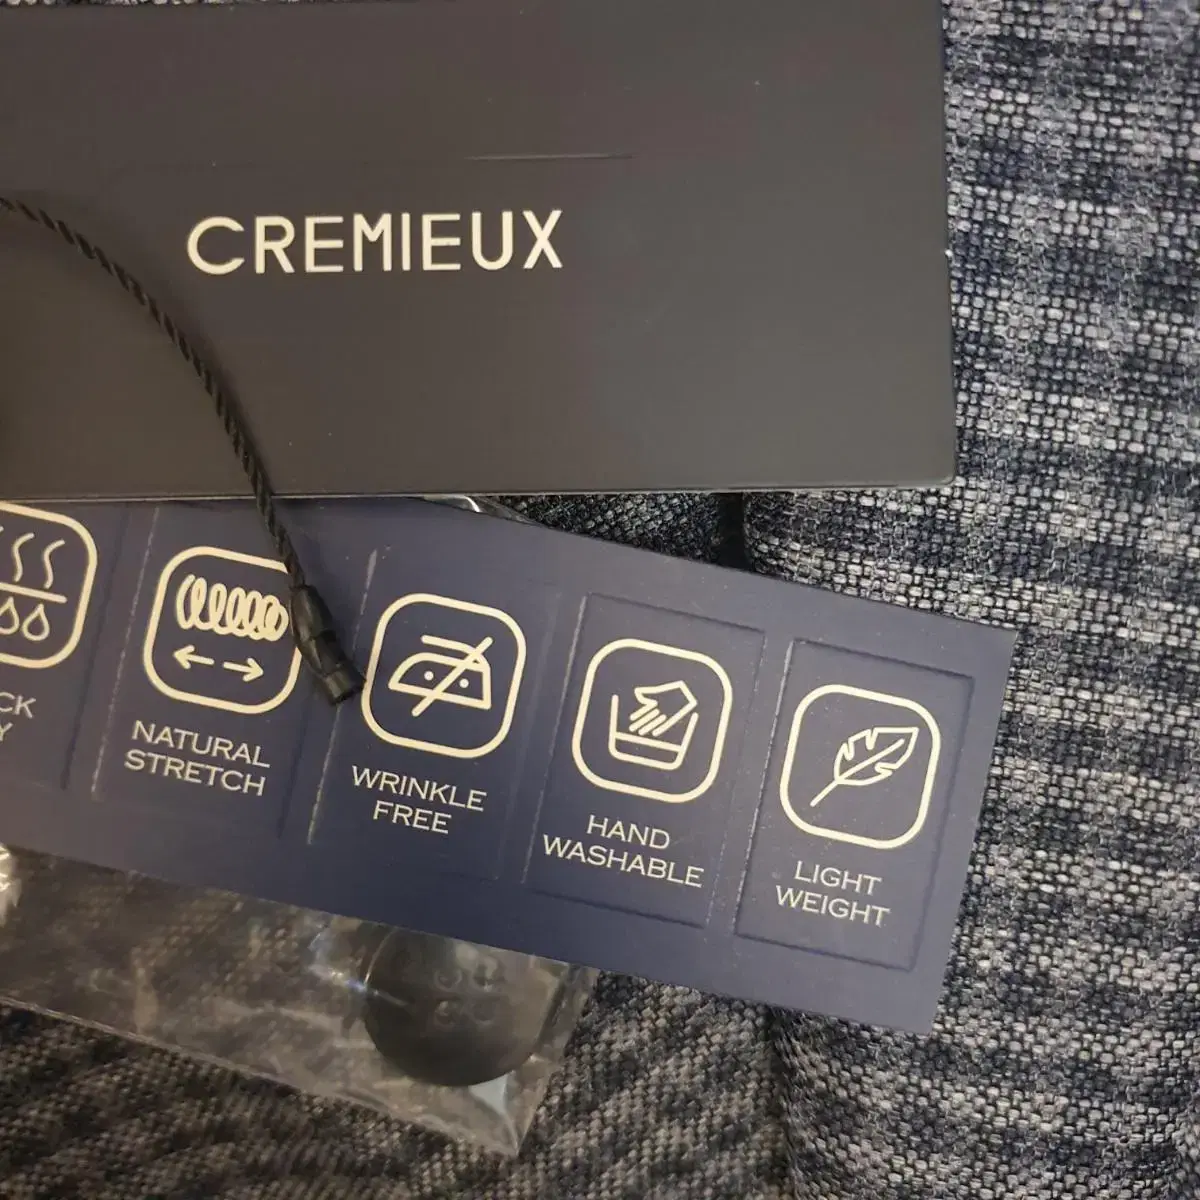 CREMIEUX
NATURAL
STRETCH
WRINKLE
FREE
HAND
WASHABLE
LIGHT
WEIGHT